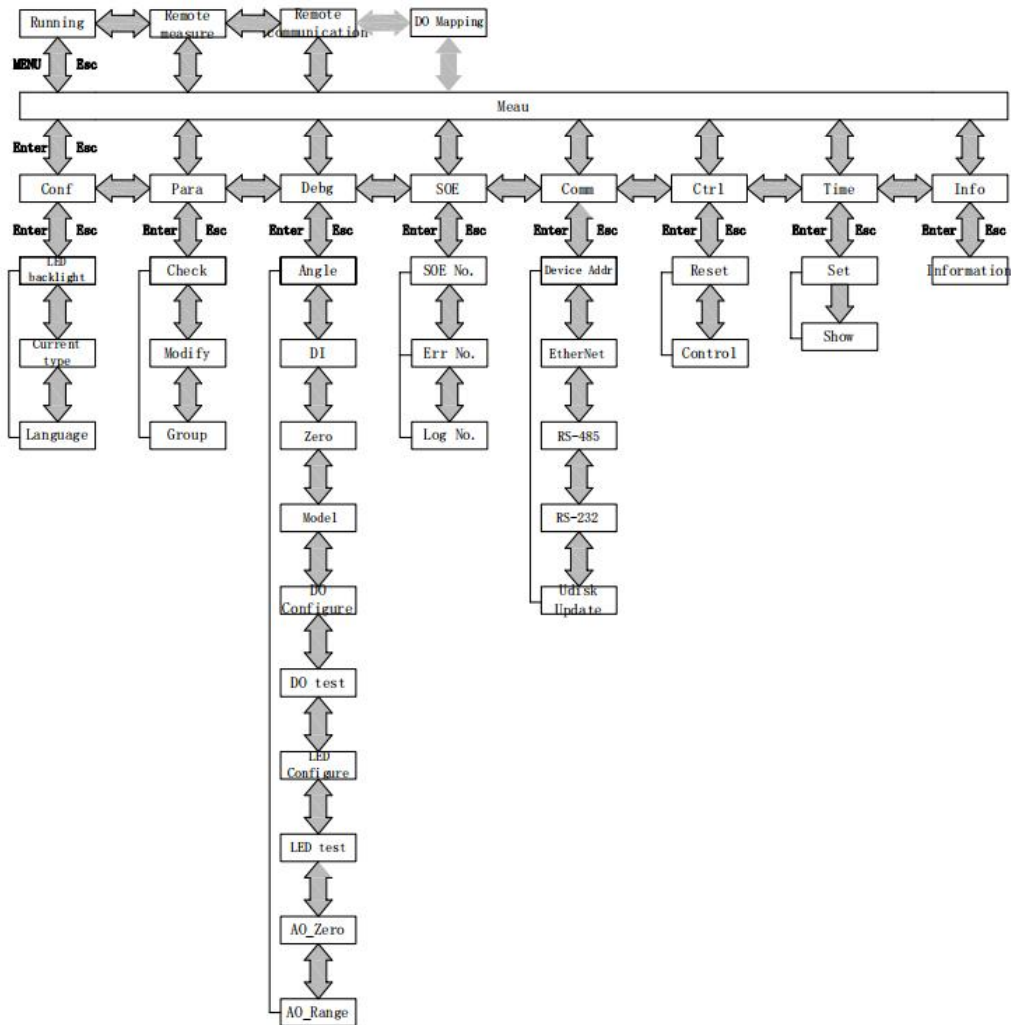 Running
Remote
measure
Remote
communication
DO Mapping
MENU Esc
Meau
Enter Esc
Conf
Para
Debg
SOE
Comm
Ctrl
Time
Info
Enter Esc
Enter Esc
Enter Esc
Enter Esc
Enter Esc
Enter Esc
Enter Esc
Enter Esc
LED
backlight
Check
Angle
SOE No.
Device Addr
Reset
Set
Information
Current
type
Modify
DI
Err No.
EtherNet
Control
Show
Language
Group
Zero
Log No.
RS-485
Model
RS-232
DO
Configure
Udisk
Update
DO test
LED
Configure
LED test
AO_Zero
AO_Range